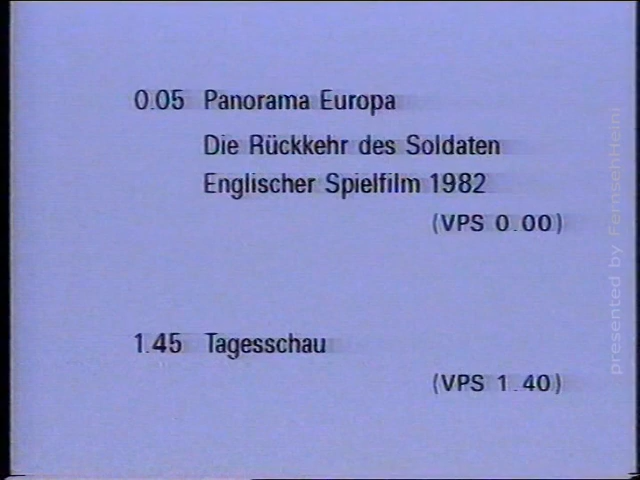 0.05 Panorama Europa
Die Rückkehr des Soldaten
Englischer Spielfilm 1982
(VPS 0.00)
1.45 Tagesschau
(VPS 1.40)
presented by FernsehHeini